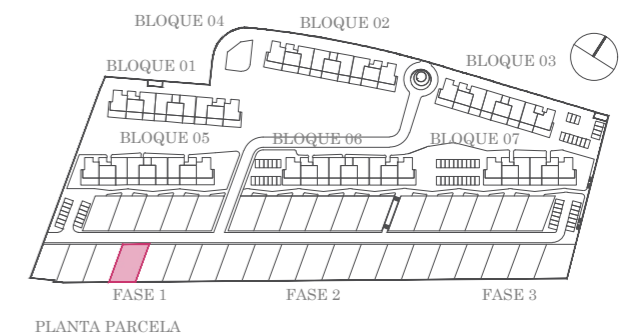 BLOQUE 04
BLOQUE 02
BLOQUE 01
BLOQUE 03
BLOQUE 05
BLOQUE 06
BLOQUE 07
FASE 1
FASE 2
FASE 3
PLANTA PARCELA